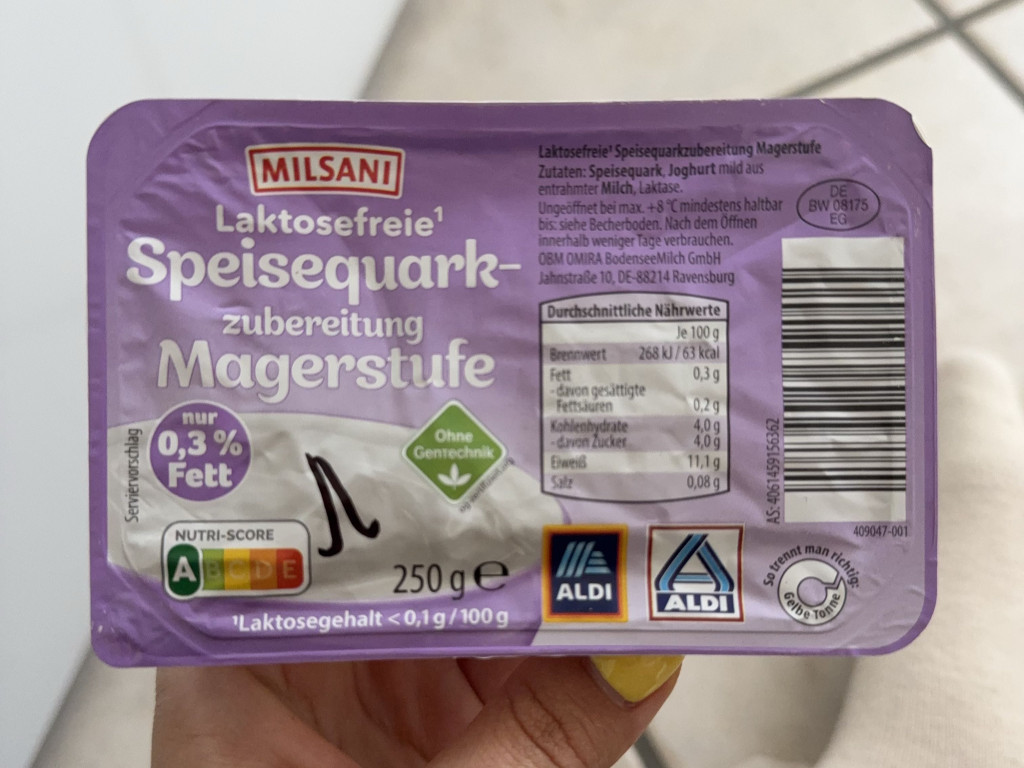 MILSANI
Laktosefreie¹
Speisequark-
zubereitung
Magerstufe
nur
0,3 %
Fett
Serviervorschlag
Ohne
Gentechnik
NUTRI-SCORE
A B C D E
250 g e
¹Laktosegehalt < 0,1 g / 100 g
Laktosefreie¹ Speisequarkzubereitung Magerstufe
Zutaten: Speisequark, Joghurt mild aus
entrahmter Milch, Laktase.
Ungeöffnet bei max. +8 °C mindestens haltbar
bis: siehe Becherboden. Nach dem Öffnen
innerhalb weniger Tage verbrauchen.
OBM OMIRA BodenseeMilch GmbH
Jahnstraße 10, DE-88214 Ravensburg
DE
BW 08175
EG
Durchschnittliche Nährwerte
Je 100 g
Brennwert 268 kJ / 63 kcal
Fett 0,3 g
- davon gesättigte
Fettsäuren 0,2 g
Kohlenhydrate 4,0 g
- davon Zucker 4,0 g
Eiweiß 11,1 g
Salz 0,08 g
AS: 4061459156362
409047-001
ALDI
ALDI
So trennt man richtig:
Gelbe Tonne